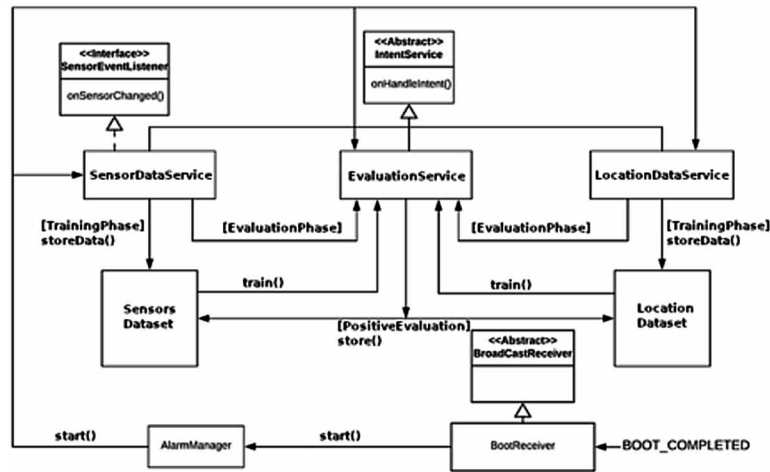 <<Interface>>
SensorEventListener
onSensorChanged()
<<Abstract>>
IntentService
onHandleIntent()
SensorDataService
EvaluationService
LocationDataService
[TrainingPhase]
storeData()
[EvaluationPhase]
[EvaluationPhase]
[TrainingPhase]
storeData()
Sensors
Dataset
train()
train()
Location
Dataset
[PositiveEvaluation]
store()
<<Abstract>>
BroadCastReceiver
start()
AlarmManager
start()
BootReceiver
BOOT_COMPLETED